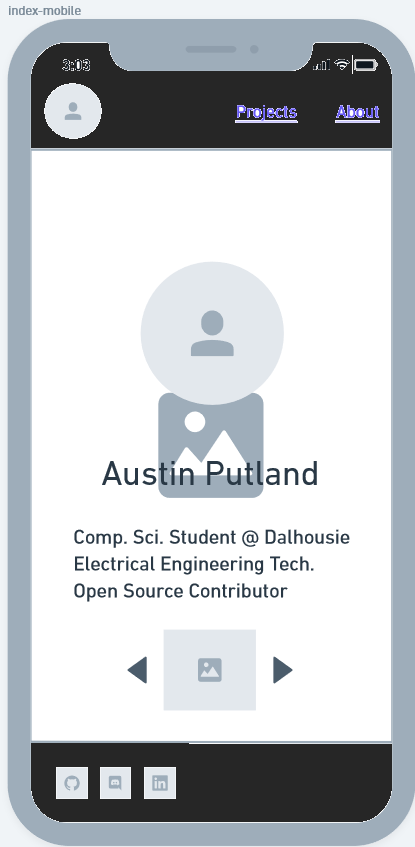 index-mobile
3:03
Projects About
Austin Putland
Comp. Sci. Student @ Dalhousie
Electrical Engineering Tech.
Open Source Contributor